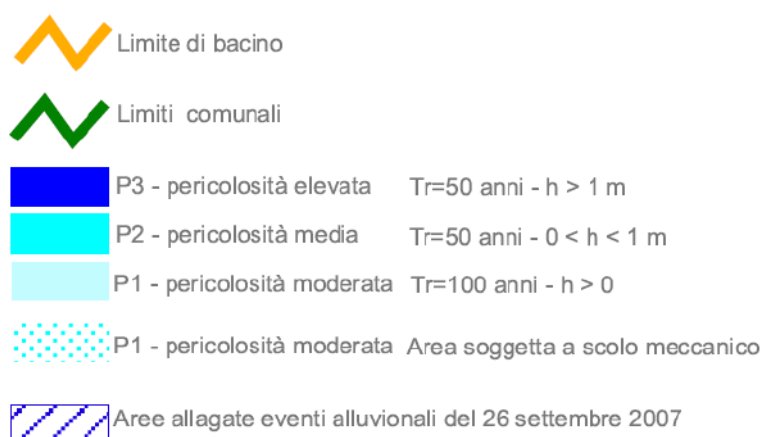 Limite di bacino
Limiti comunali
P3 - pericolosità elevata Tr=50 anni - h > 1 m
P2 - pericolosità media Tr=50 anni - 0 < h < 1 m
P1 - pericolosità moderata Tr=100 anni - h > 0
P1 - pericolosità moderata Area soggetta a scolo meccanico
Aree allagate eventi alluvionali del 26 settembre 2007